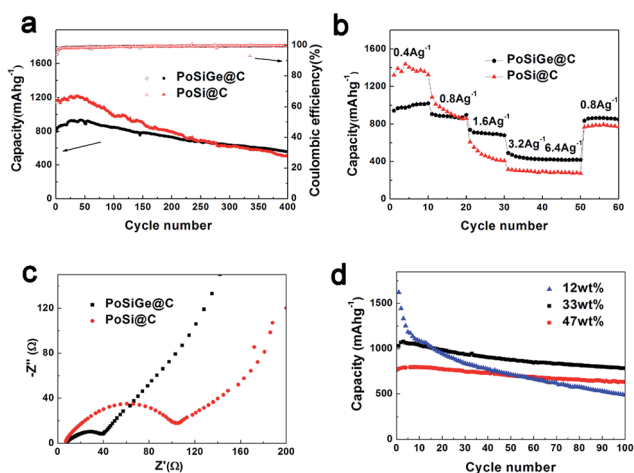 a
Capacity(mAhg⁻¹)
1800
1600
1200
800
400
0
0 50 100 150 200 250 300 350 400
Cycle number
100
80
60
40
20
0
Coulombic efficiency(%)
PoSiGe@C
PoSi@C
b
Capacity(mAhg⁻¹)
1600
1200
800
400
0
0 10 20 30 40 50 60
Cycle number
PoSiGe@C
PoSi@C
0.4Ag⁻¹
0.8Ag⁻¹
1.6Ag⁻¹
3.2Ag⁻¹
6.4Ag⁻¹
0.8Ag⁻¹
c
-Z'' (Ω)
120
80
40
0
0 40 80 120 160 200
Z'(Ω)
PoSiGe@C
PoSi@C
d
Capacity (mAhg⁻¹)
1500
1000
500
0
0 10 20 30 40 50 60 70 80 90 100
Cycle number
12wt%
33wt%
47wt%